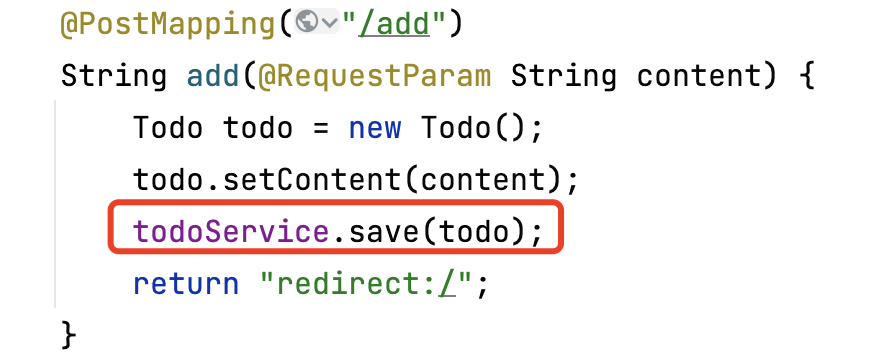 @PostMapping("/add")
String add(@RequestParam String content) {
    Todo todo = new Todo();
    todo.setContent(content);
    todoService.save(todo);
    return "redirect:/";
}